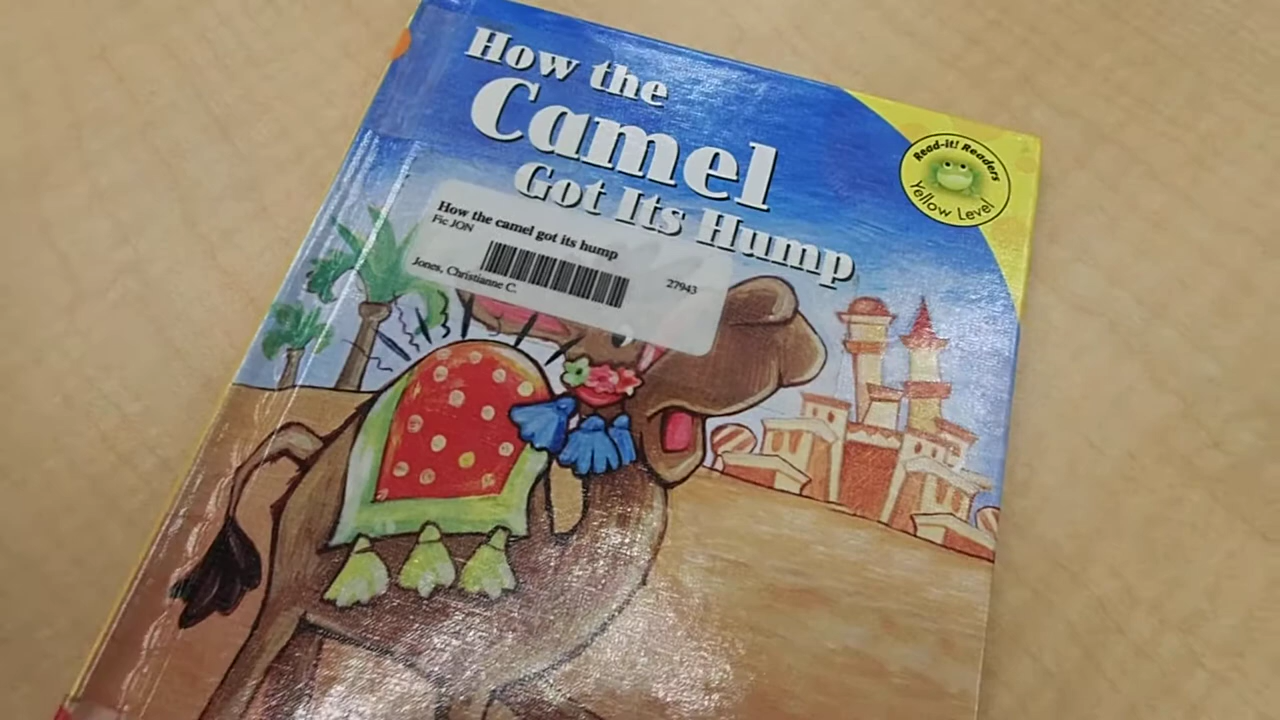 How the
Camel
Got Its Hump
Read-it! Readers
Yellow Level
How the camel got its hump
Fic JON
27943
Jones, Christianne C.